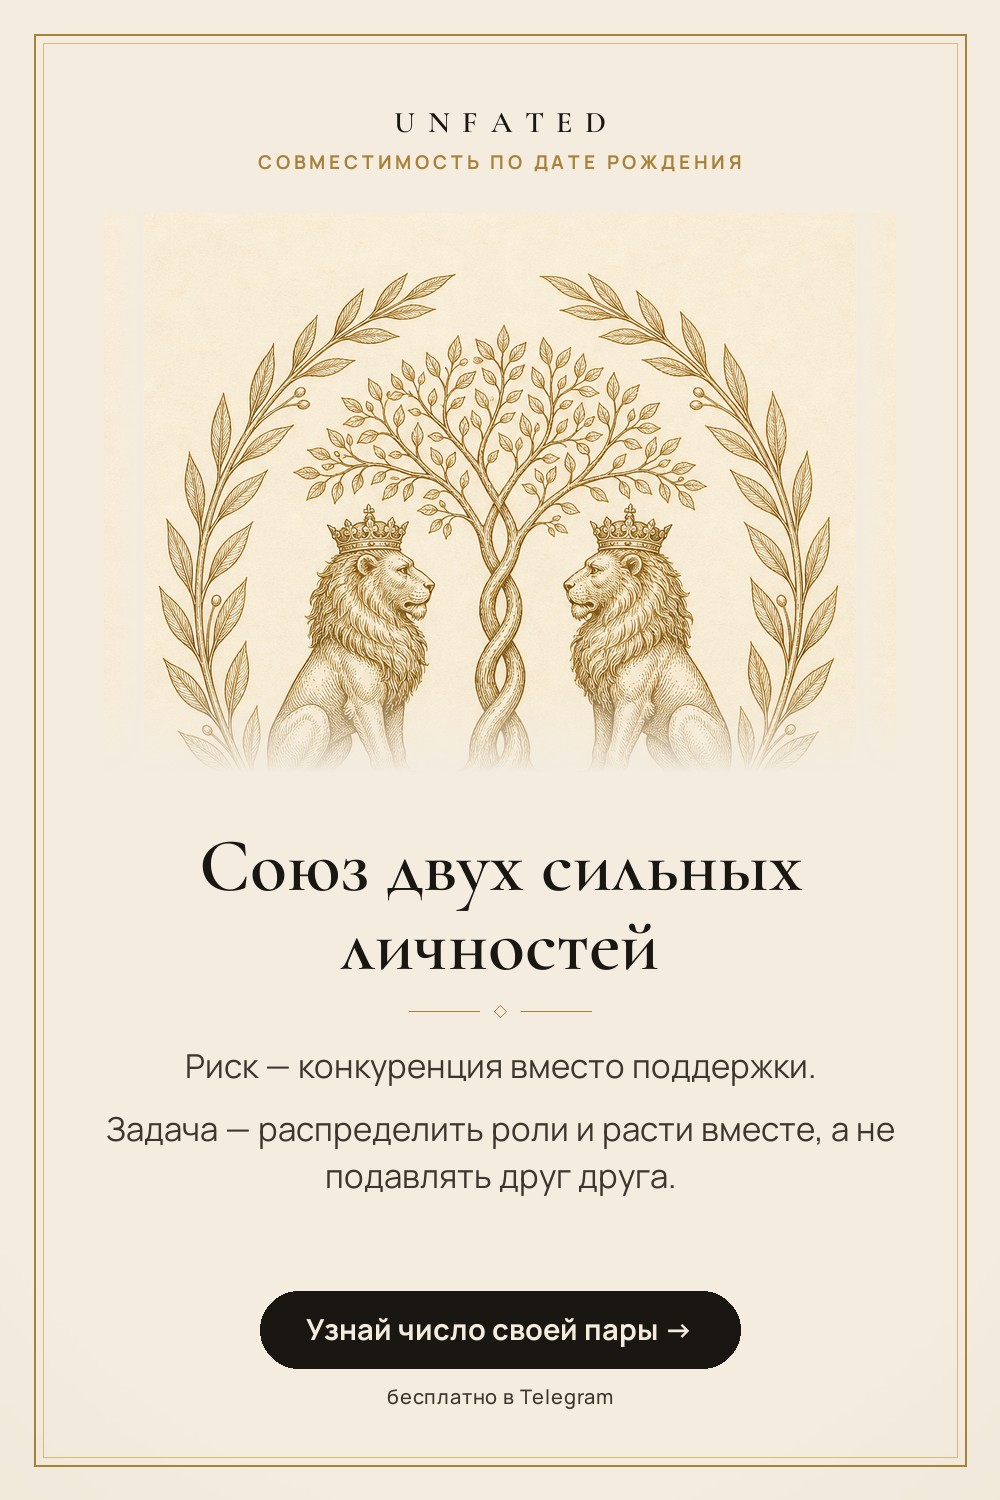 UNFATED
СОВМЕСТИМОСТЬ ПО ДАТЕ РОЖДЕНИЯ
Союз двух сильных
личностей
Риск — конкуренция вместо поддержки.
Задача — распределить роли и расти вместе, а не
подавлять друг друга.
Узнай число своей пары →
бесплатно в Telegram